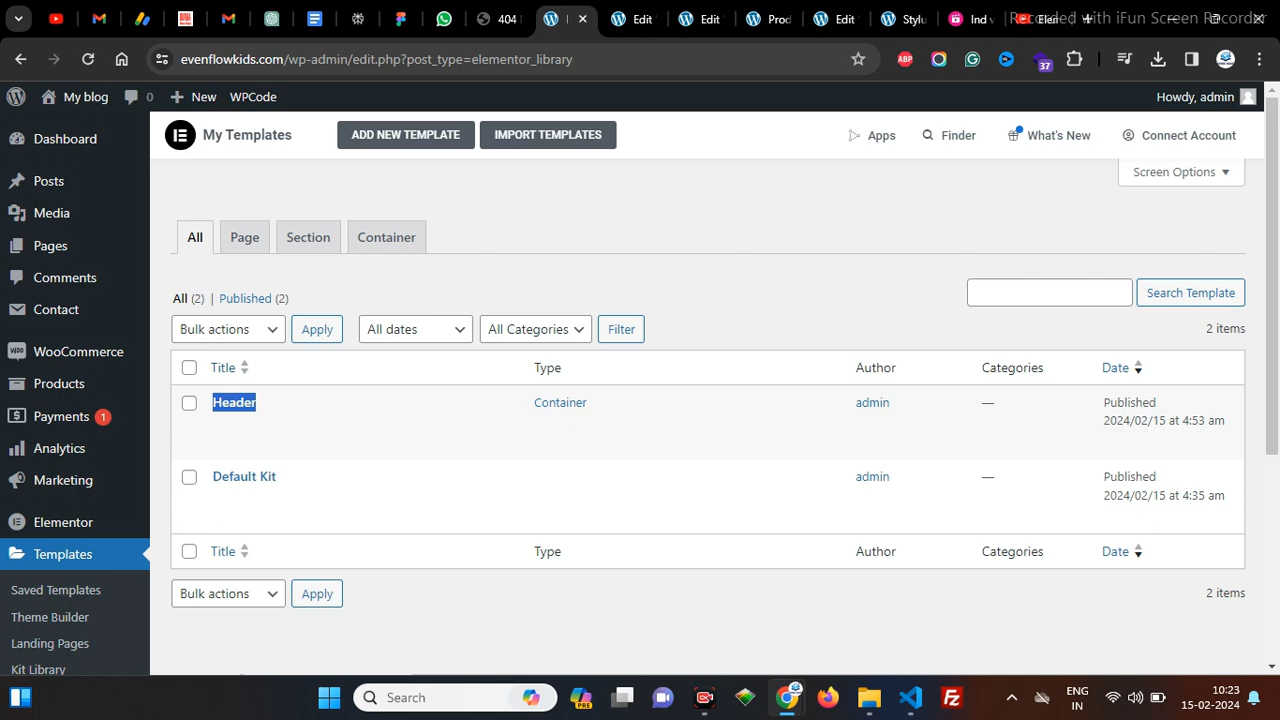 404
Edit
Edit
Prod
Edit
Stylu
Ind v
Elem
Recorded with iFun Screen Recorder
evenflowkids.com/wp-admin/edit.php?post_type=elementor_library
ABP
37
My blog 0 New WPCode Howdy, admin
My Templates ADD NEW TEMPLATE IMPORT TEMPLATES Apps Finder What's New Connect Account
Screen Options
Dashboard
Posts
Media
Pages
Comments
Contact
WooCommerce
Products
Payments 1
Analytics
Marketing
Elementor
Templates
Saved Templates
Theme Builder
Landing Pages
Kit Library
All Page Section Container
All (2) | Published (2) Search Template
Bulk actions Apply All dates All Categories Filter 2 items
Title Type Author Categories Date
Header Container admin — Published
2024/02/15 at 4:53 am
Default Kit admin — Published
2024/02/15 at 4:35 am
Title Type Author Categories Date
Bulk actions Apply 2 items
Search PRE ENG 10:23
IN 15-02-2024